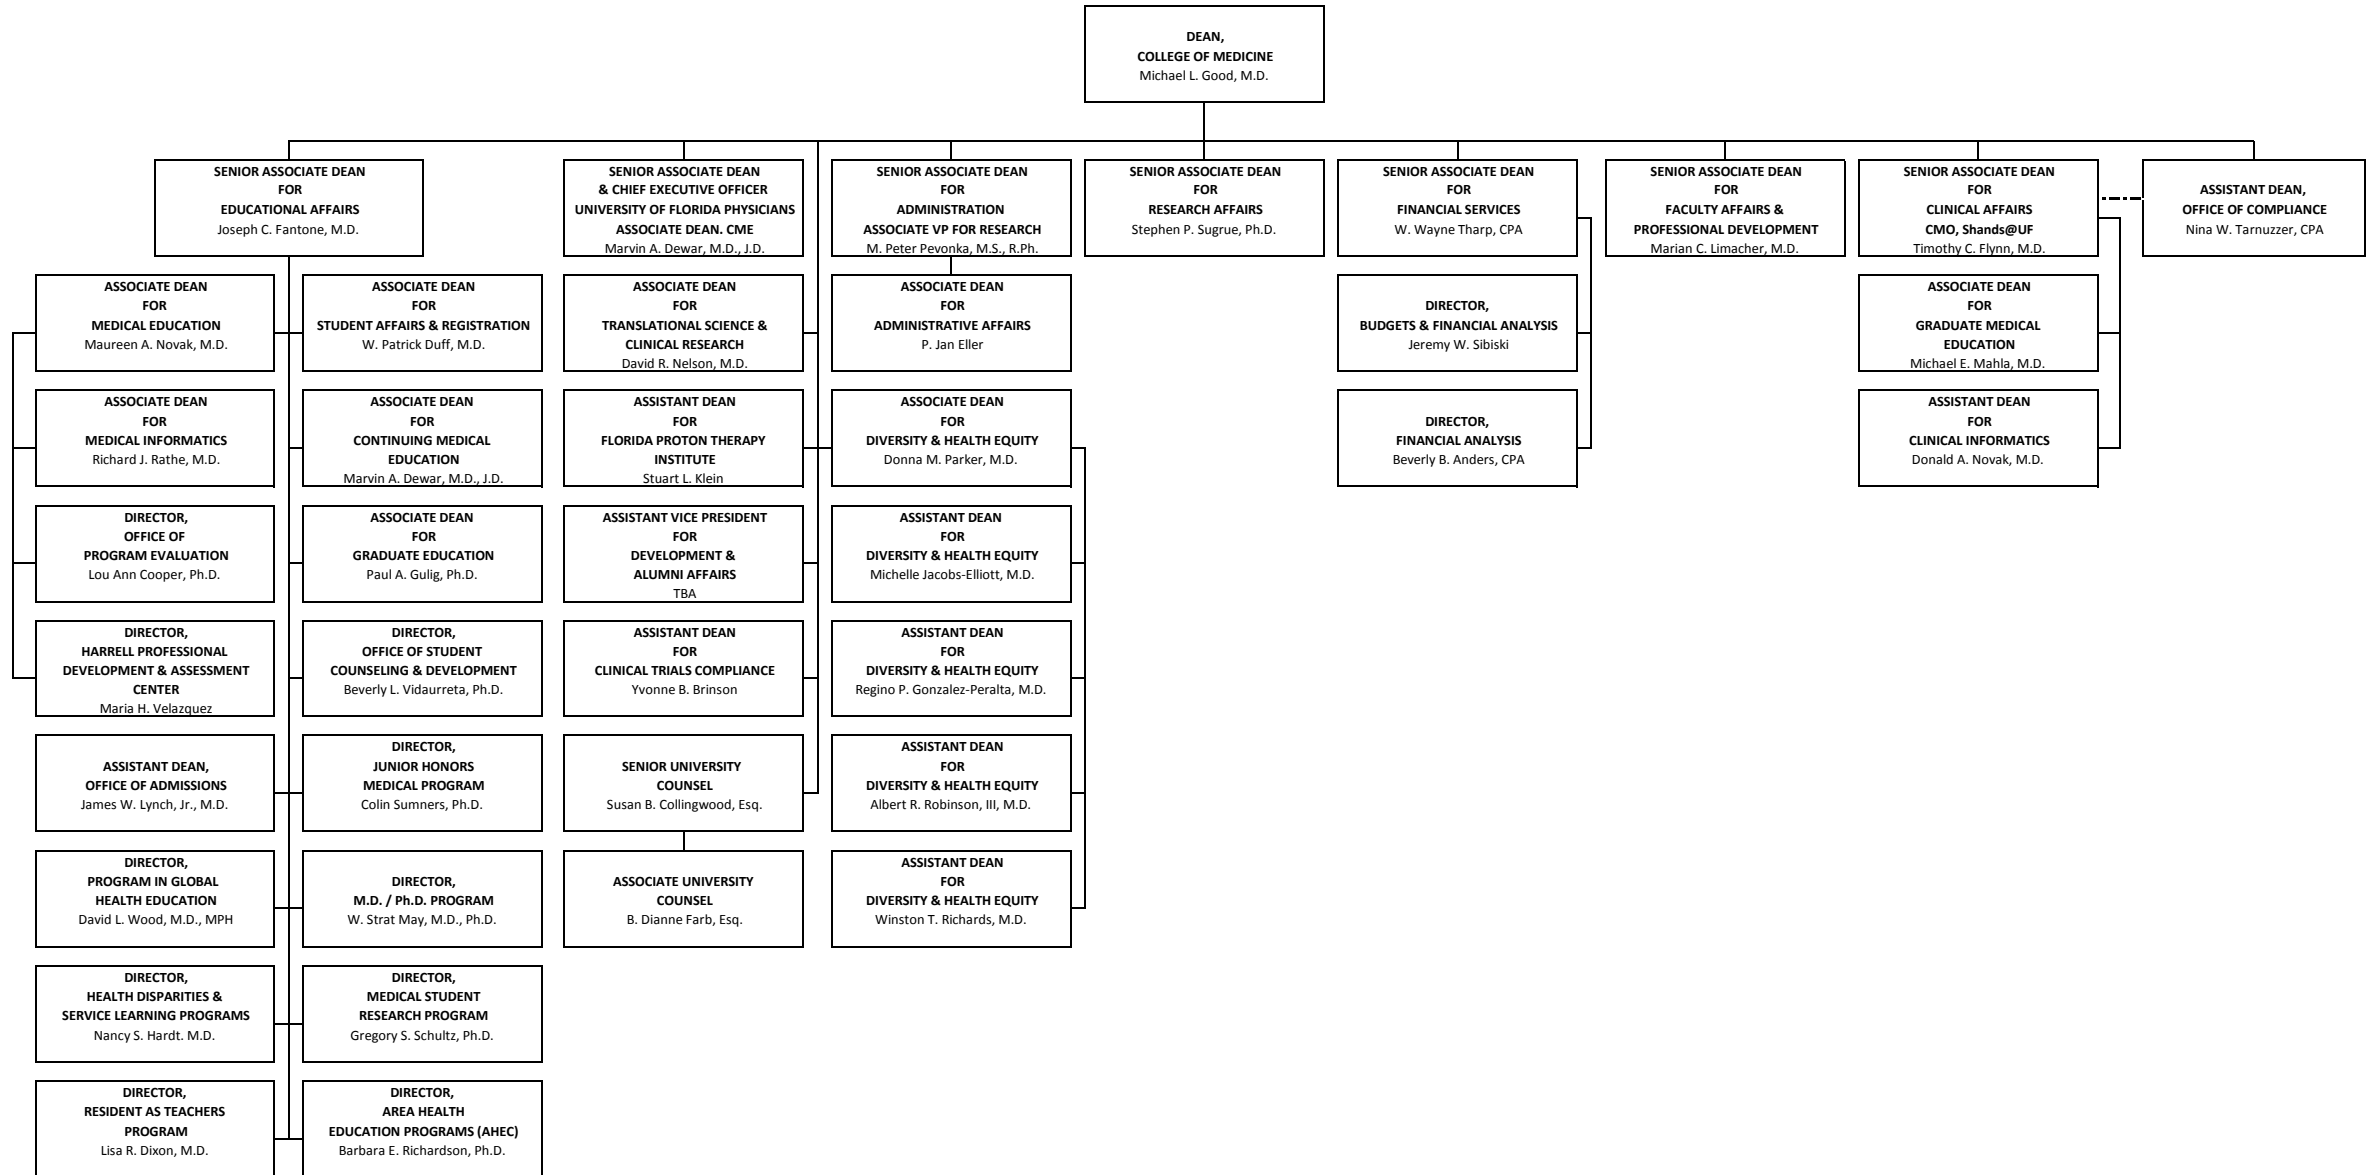 DEAN,
COLLEGE OF MEDICINE
Michael L. Good, M.D.
SENIOR ASSOCIATE DEAN
FOR
EDUCATIONAL AFFAIRS
Joseph C. Fantone, M.D.
SENIOR ASSOCIATE DEAN
& CHIEF EXECUTIVE OFFICER
UNIVERSITY OF FLORIDA PHYSICIANS
ASSOCIATE DEAN. CME
Marvin A. Dewar, M.D., J.D.
SENIOR ASSOCIATE DEAN
FOR
ADMINISTRATION
ASSOCIATE VP FOR RESEARCH
M. Peter Pevonka, M.S., R.Ph.
SENIOR ASSOCIATE DEAN
FOR
RESEARCH AFFAIRS
Stephen P. Sugrue, Ph.D.
SENIOR ASSOCIATE DEAN
FOR
FINANCIAL SERVICES
W. Wayne Tharp, CPA
SENIOR ASSOCIATE DEAN
FOR
FACULTY AFFAIRS &
PROFESSIONAL DEVELOPMENT
Marian C. Limacher, M.D.
SENIOR ASSOCIATE DEAN
FOR
CLINICAL AFFAIRS
CMO, Shands@UF
Timothy C. Flynn, M.D.
ASSISTANT DEAN,
OFFICE OF COMPLIANCE
Nina W. Tarnuzzer, CPA
ASSOCIATE DEAN
FOR
MEDICAL EDUCATION
Maureen A. Novak, M.D.
ASSOCIATE DEAN
FOR
STUDENT AFFAIRS & REGISTRATION
W. Patrick Duff, M.D.
ASSOCIATE DEAN
FOR
TRANSLATIONAL SCIENCE &
CLINICAL RESEARCH
David R. Nelson, M.D.
ASSOCIATE DEAN
FOR
ADMINISTRATIVE AFFAIRS
P. Jan Eller
DIRECTOR,
BUDGETS & FINANCIAL ANALYSIS
Jeremy W. Sibiski
ASSOCIATE DEAN
FOR
GRADUATE MEDICAL
EDUCATION
Michael E. Mahla, M.D.
ASSOCIATE DEAN
FOR
MEDICAL INFORMATICS
Richard J. Rathe, M.D.
ASSOCIATE DEAN
FOR
CONTINUING MEDICAL
EDUCATION
Marvin A. Dewar, M.D., J.D.
ASSISTANT DEAN
FOR
FLORIDA PROTON THERAPY
INSTITUTE
Stuart L. Klein
ASSOCIATE DEAN
FOR
DIVERSITY & HEALTH EQUITY
Donna M. Parker, M.D.
DIRECTOR,
FINANCIAL ANALYSIS
Beverly B. Anders, CPA
ASSISTANT DEAN
FOR
CLINICAL INFORMATICS
Donald A. Novak, M.D.
DIRECTOR,
OFFICE OF
PROGRAM EVALUATION
Lou Ann Cooper, Ph.D.
ASSOCIATE DEAN
FOR
GRADUATE EDUCATION
Paul A. Gulig, Ph.D.
ASSISTANT VICE PRESIDENT
FOR
DEVELOPMENT &
ALUMNI AFFAIRS
TBA
ASSISTANT DEAN
FOR
DIVERSITY & HEALTH EQUITY
Michelle Jacobs-Elliott, M.D.
DIRECTOR,
HARRELL PROFESSIONAL
DEVELOPMENT & ASSESSMENT
CENTER
Maria H. Velazquez
DIRECTOR,
OFFICE OF STUDENT
COUNSELING & DEVELOPMENT
Beverly L. Vidaurreta, Ph.D.
ASSISTANT DEAN
FOR
CLINICAL TRIALS COMPLIANCE
Yvonne B. Brinson
ASSISTANT DEAN
FOR
DIVERSITY & HEALTH EQUITY
Regino P. Gonzalez-Peralta, M.D.
ASSISTANT DEAN,
OFFICE OF ADMISSIONS
James W. Lynch, Jr., M.D.
DIRECTOR,
JUNIOR HONORS
MEDICAL PROGRAM
Colin Sumners, Ph.D.
SENIOR UNIVERSITY
COUNSEL
Susan B. Collingwood, Esq.
ASSISTANT DEAN
FOR
DIVERSITY & HEALTH EQUITY
Albert R. Robinson, III, M.D.
DIRECTOR,
PROGRAM IN GLOBAL
HEALTH EDUCATION
David L. Wood, M.D., MPH
DIRECTOR,
M.D. / Ph.D. PROGRAM
W. Strat May, M.D., Ph.D.
ASSOCIATE UNIVERSITY
COUNSEL
B. Dianne Farb, Esq.
ASSISTANT DEAN
FOR
DIVERSITY & HEALTH EQUITY
Winston T. Richards, M.D.
DIRECTOR,
HEALTH DISPARITIES &
SERVICE LEARNING PROGRAMS
Nancy S. Hardt. M.D.
DIRECTOR,
MEDICAL STUDENT
RESEARCH PROGRAM
Gregory S. Schultz, Ph.D.
DIRECTOR,
RESIDENT AS TEACHERS
PROGRAM
Lisa R. Dixon, M.D.
DIRECTOR,
AREA HEALTH
EDUCATION PROGRAMS (AHEC)
Barbara E. Richardson, Ph.D.